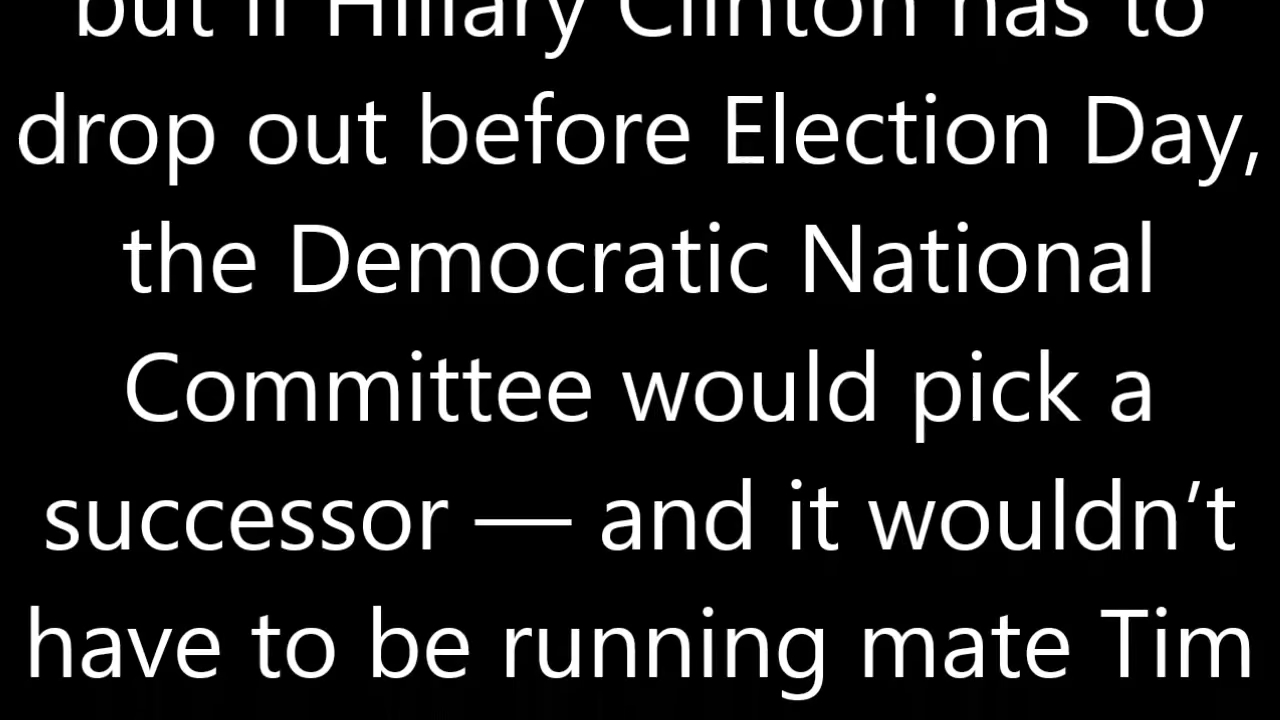 but if Hillary Clinton has to
drop out before Election Day,
the Democratic National
Committee would pick a
successor — and it wouldn’t
have to be running mate Tim